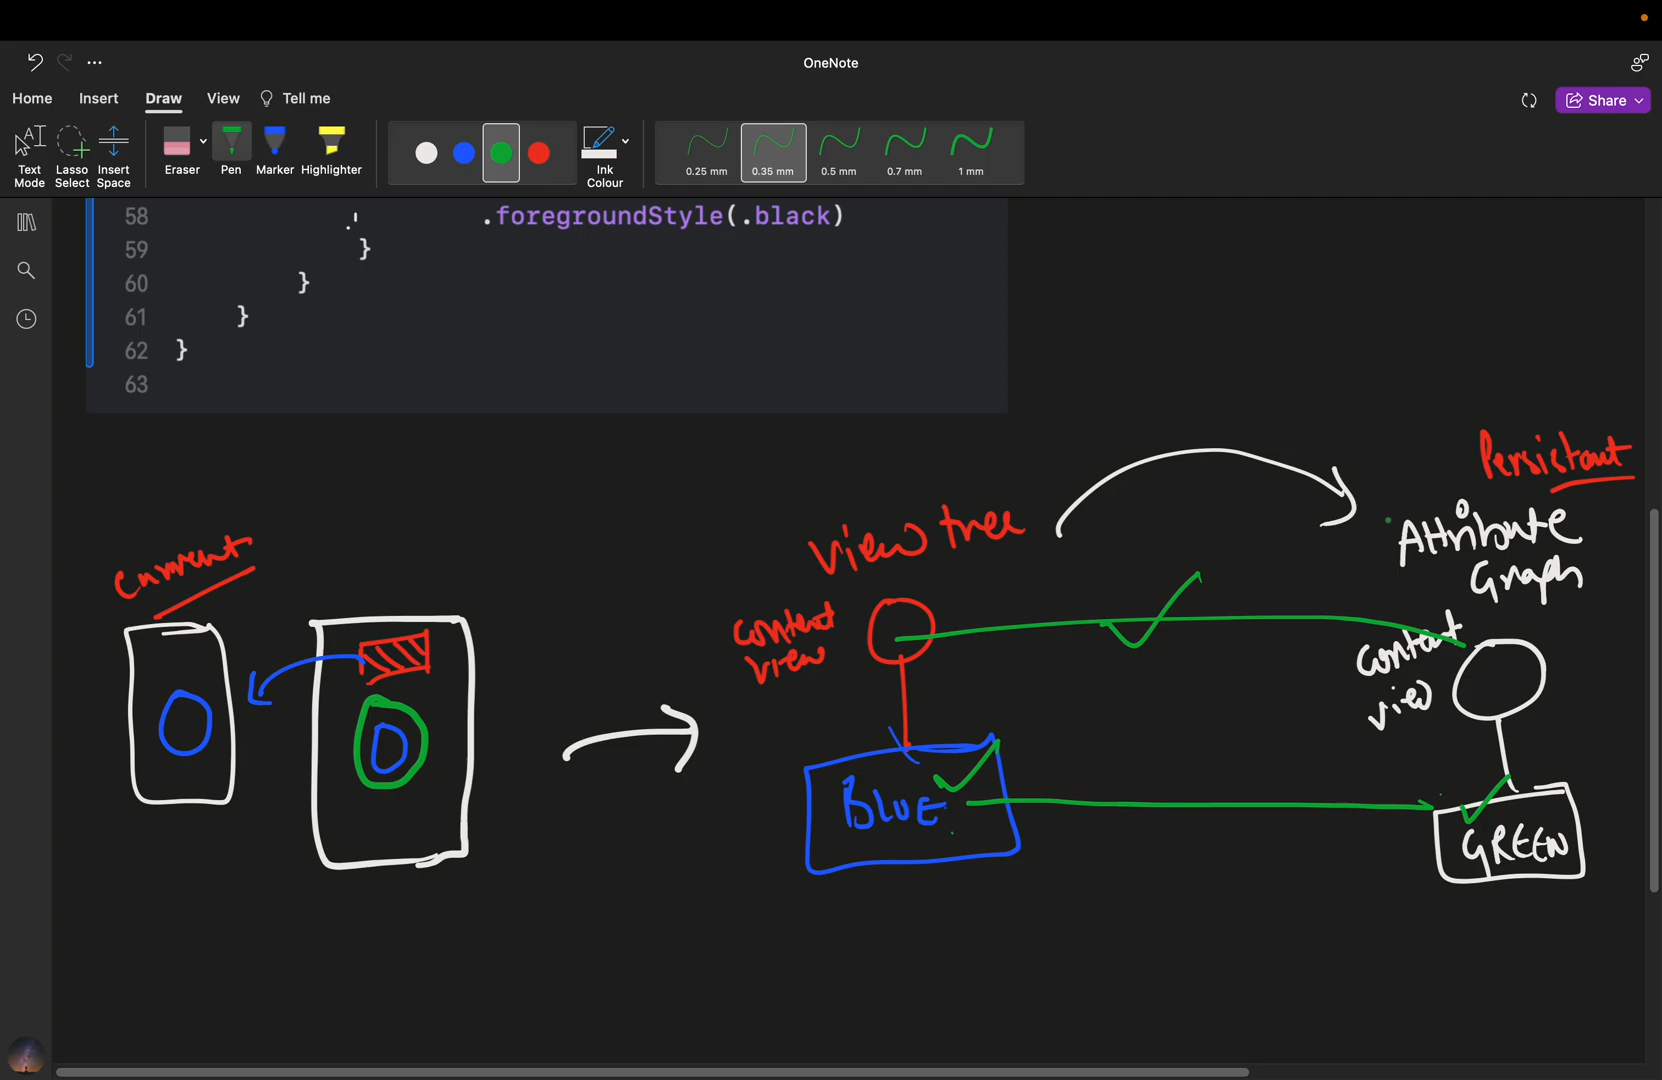 OneNote
Home Insert Draw View Tell me
Share
Text Mode
Lasso Select
Insert Space
Eraser
Pen
Marker
Highlighter
Ink Colour
0.25 mm
0.35 mm
0.5 mm
0.7 mm
1 mm
58 .foregroundStyle(.black)
59 }
60 }
61 }
62 }
63
Persistant
Attribute
Graph
View tree
Current
Content
View
Content
View
BLUE
GREEN